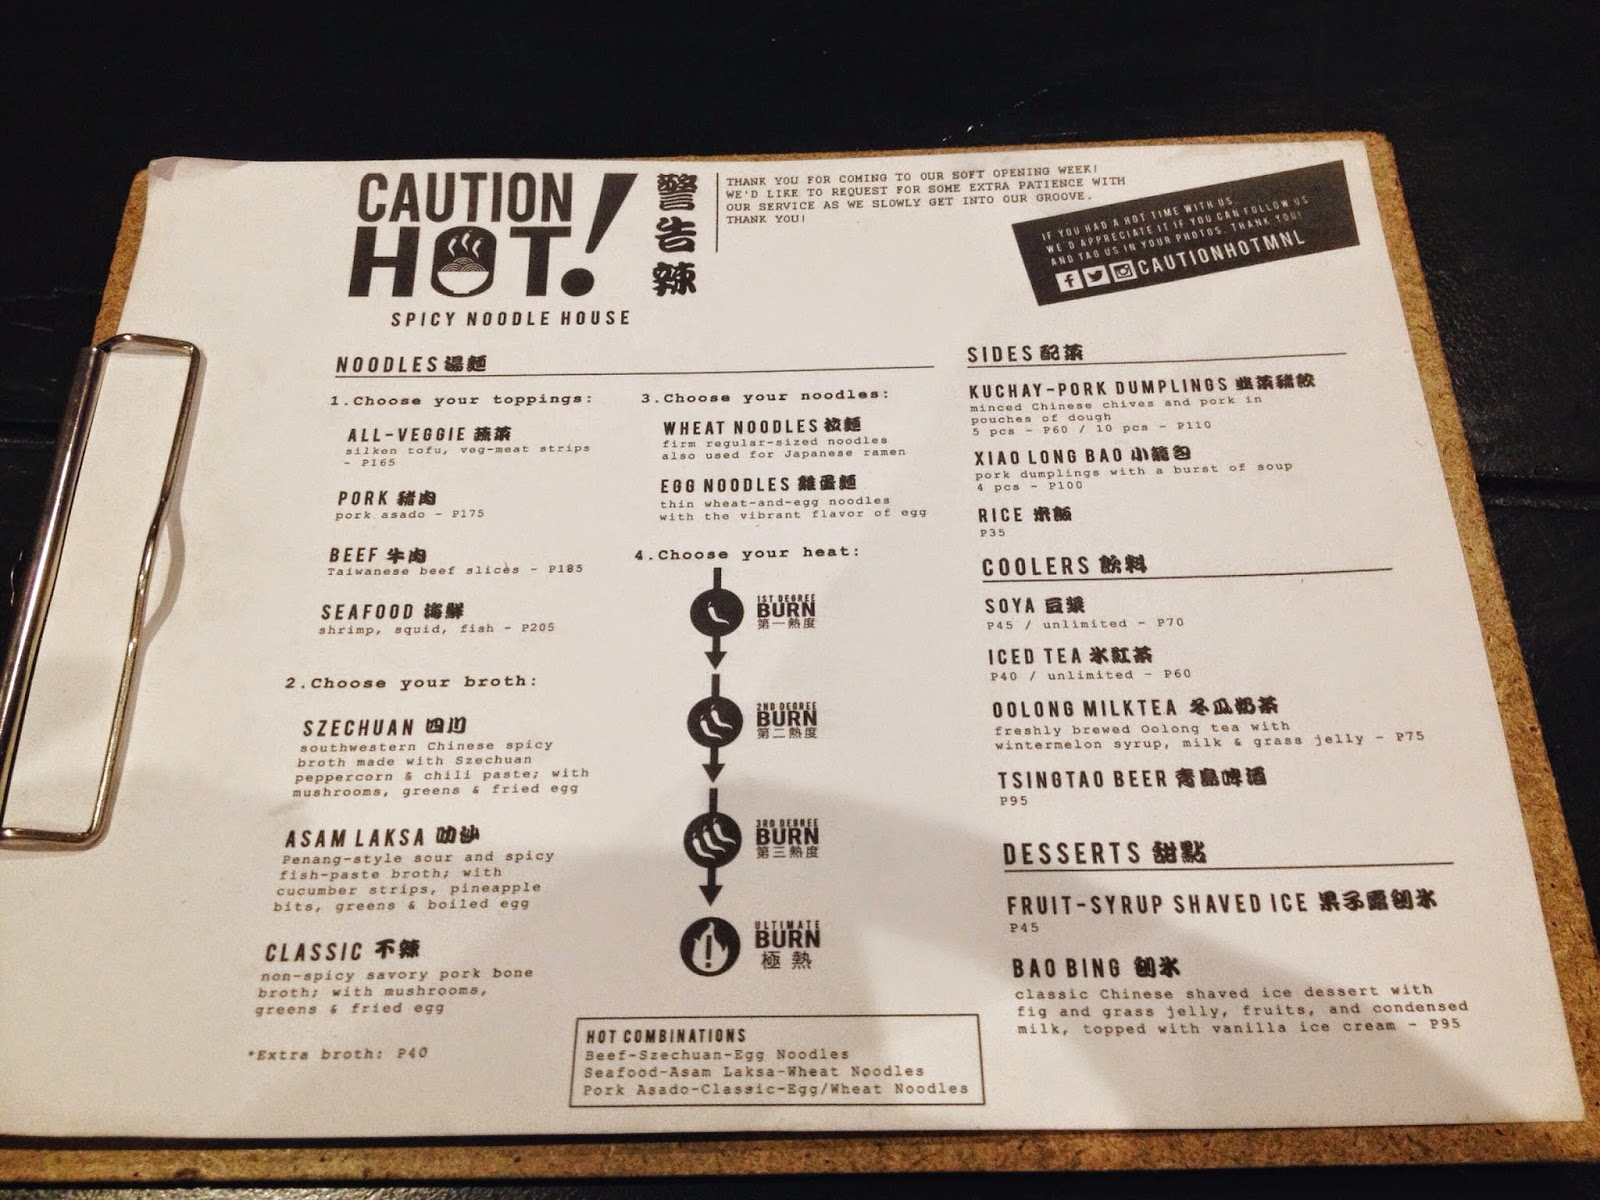 CAUTION
HOT!
警告辣
SPICY NOODLE HOUSE
THANK YOU FOR COMING TO OUR SOFT OPENING WEEK!
WE'D LIKE TO REQUEST FOR SOME EXTRA PATIENCE WITH
OUR SERVICE AS WE SLOWLY GET INTO OUR GROOVE.
THANK YOU!
IF YOU HAD A HOT TIME WITH US,
WE'D APPRECIATE IT IF YOU CAN FOLLOW US
AND TAG US IN YOUR PHOTOS. THANK YOU!
CAUTIONHOTMNL
NOODLES 湯麵
1.Choose your toppings:
ALL-VEGGIE 蔬菜
silken tofu, veg-meat strips
- P165
PORK 豬肉
pork asado - P175
BEEF 牛肉
Taiwanese beef slices - P185
SEAFOOD 海鮮
shrimp, squid, fish - P205
2.Choose your broth:
SZECHUAN 四川
southwestern Chinese spicy
broth made with Szechuan
peppercorn & chili paste; with
mushrooms, greens & fried egg
ASAM LAKSA 叻沙
Penang-style sour and spicy
fish-paste broth; with
cucumber strips, pineapple
bits, greens & boiled egg
CLASSIC 不辣
non-spicy savory pork bone
broth; with mushrooms,
greens & fried egg
*Extra broth: P40
3.Choose your noodles:
WHEAT NOODLES 拉麵
firm regular-sized noodles
also used for Japanese ramen
EGG NOODLES 雞蛋麵
thin wheat-and-egg noodles
with the vibrant flavor of egg
4.Choose your heat:
1ST DEGREE
BURN
第一熱度
2ND DEGREE
BURN
第二熱度
3RD DEGREE
BURN
第三熱度
ULTIMATE
BURN
極熱
HOT COMBINATIONS
Beef-Szechuan-Egg Noodles
Seafood-Asam Laksa-Wheat Noodles
Pork Asado-Classic-Egg/Wheat Noodles
SIDES 配菜
KUCHAY-PORK DUMPLINGS 韭菜豬餃
minced Chinese chives and pork in
pouches of dough
5 pcs - P60 / 10 pcs - P110
XIAO LONG BAO 小籠包
pork dumplings with a burst of soup
4 pcs - P100
RICE 米飯
P35
COOLERS 飲料
SOYA 豆漿
P45 / unlimited - P70
ICED TEA 氷紅茶
P40 / unlimited - P60
OOLONG MILKTEA 冬瓜奶茶
freshly brewed Oolong tea with
wintermelon syrup, milk & grass jelly - P75
TSINGTAO BEER 青島啤酒
P95
DESSERTS 甜點
FRUIT-SYRUP SHAVED ICE 果子露刨氷
P45
BAO BING 刨氷
classic Chinese shaved ice dessert with
fig and grass jelly, fruits, and condensed
milk, topped with vanilla ice cream - P95